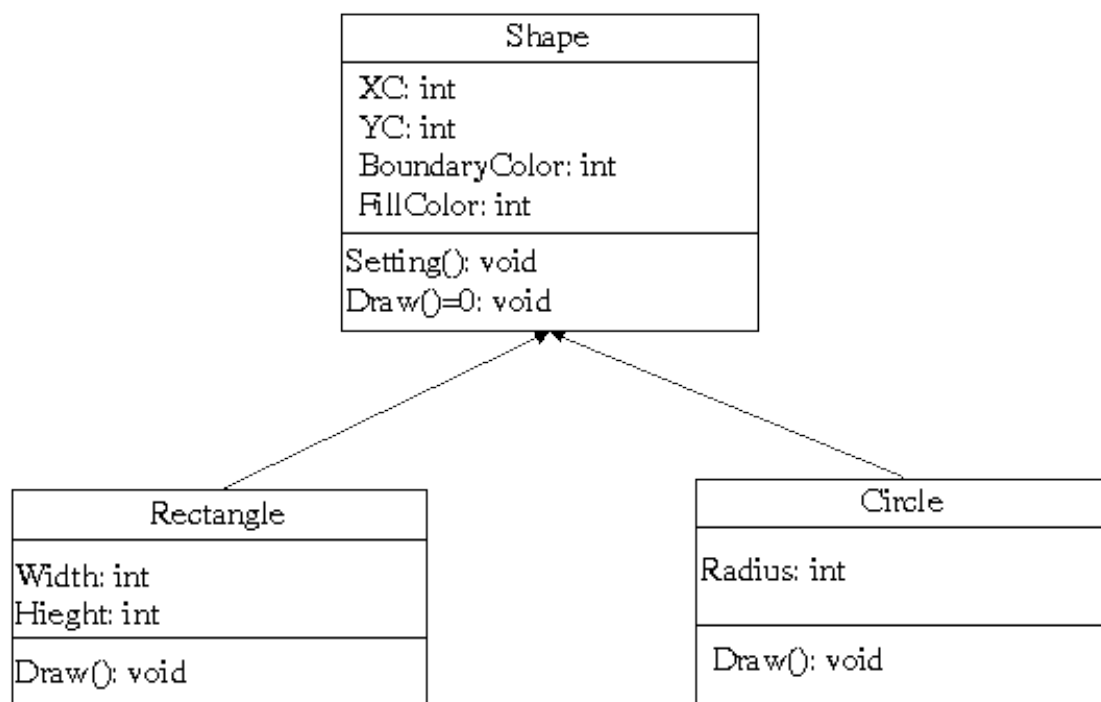 Shape
XC: int
YC: int
BoundaryColor: int
FillColor: int
Setting(): void
Draw()=0: void
Rectangle
Width: int
Hieght: int
Draw(): void
Circle
Radius: int
Draw(): void